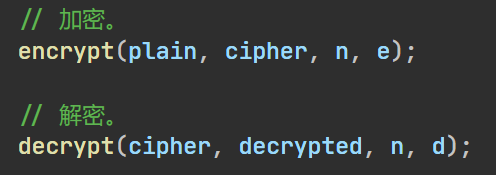 // 加密。
encrypt(plain, cipher, n, e);
// 解密。
decrypt(cipher, decrypted, n, d);